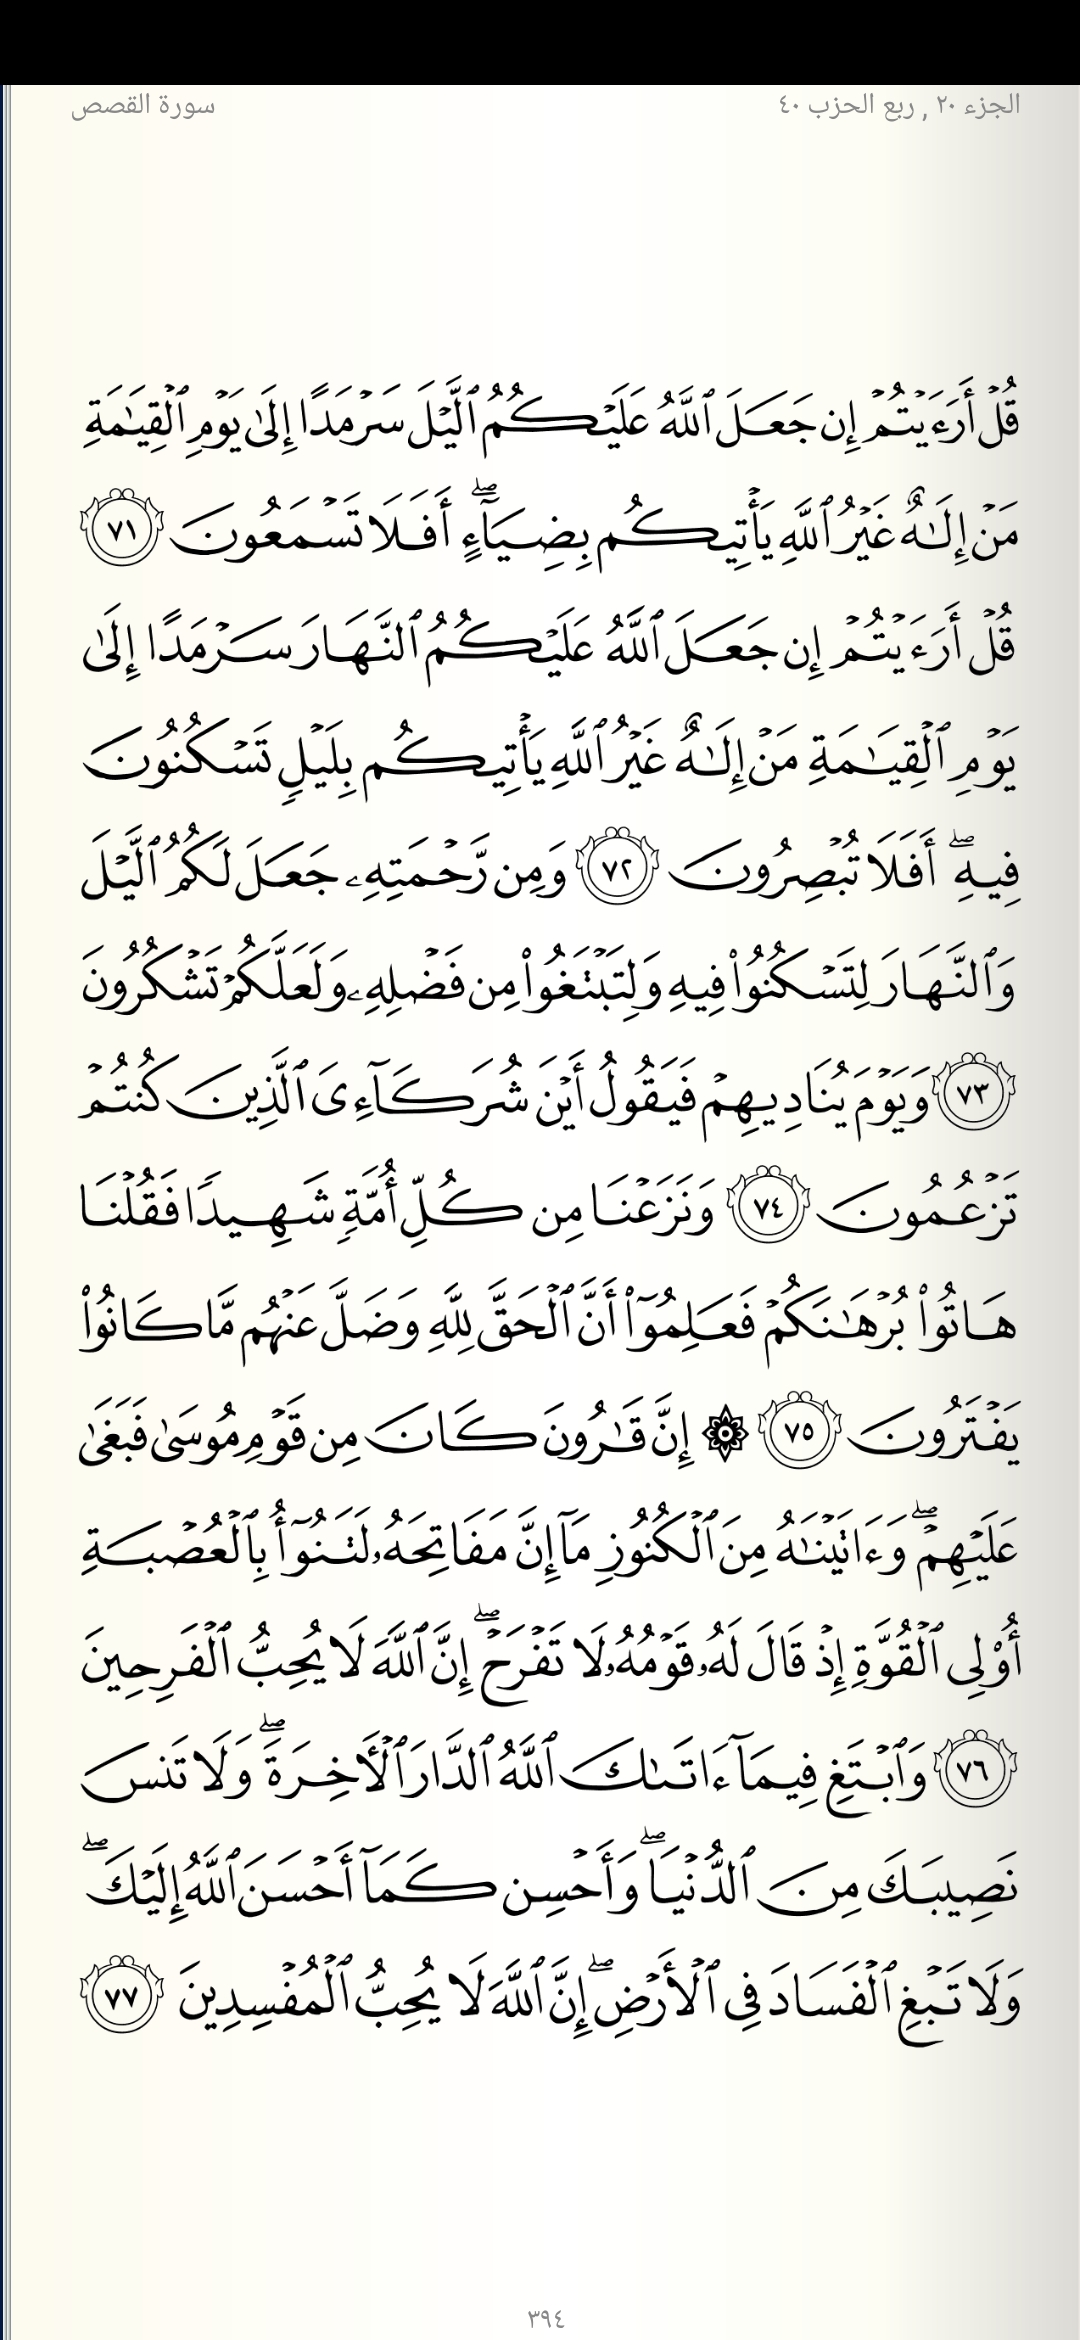 الجزء ٢٠ , ربع الحزب ٤٠ سورة القصص
قُلۡ أَرَءَيۡتُمۡ إِن جَعَلَ ٱللَّهُ عَلَيۡكُمُ ٱلَّيۡلَ سَرۡمَدًا إِلَىٰ يَوۡمِ ٱلۡقِيَٰمَةِ
مَنۡ إِلَٰهٌ غَيۡرُ ٱللَّهِ يَأۡتِيكُم بِضِيَآءٍۖ أَفَلَا تَسۡمَعُونَ ٧١
قُلۡ أَرَءَيۡتُمۡ إِن جَعَلَ ٱللَّهُ عَلَيۡكُمُ ٱلنَّهَارَ سَرۡمَدًا إِلَىٰ
يَوۡمِ ٱلۡقِيَٰمَةِ مَنۡ إِلَٰهٌ غَيۡرُ ٱللَّهِ يَأۡتِيكُم بِلَيۡلٖ تَسۡكُنُونَ
فِيهِۖ أَفَلَا تُبۡصِرُونَ ٧٢ وَمِن رَّحۡمَتِهِۦ جَعَلَ لَكُمُ ٱلَّيۡلَ
وَٱلنَّهَارَ لِتَسۡكُنُواْ فِيهِ وَلِتَبۡتَغُواْ مِن فَضۡلِهِۦ وَلَعَلَّكُمۡ تَشۡكُرُونَ
٧٣ وَيَوۡمَ يُنَادِيهِمۡ فَيَقُولُ أَيۡنَ شُرَكَآءِيَ ٱلَّذِينَ كُنتُمۡ
تَزۡعُمُونَ ٧٤ وَنَزَعۡنَا مِن كُلِّ أُمَّةٖ شَهِيدٗا فَقُلۡنَا
هَاتُواْ بُرۡهَٰنَكُمۡ فَعَلِمُوٓاْ أَنَّ ٱلۡحَقَّ لِلَّهِ وَضَلَّ عَنۡهُم مَّا كَانُواْ
يَفۡتَرُونَ ٧٥ ۞ إِنَّ قَٰرُونَ كَانَ مِن قَوۡمِ مُوسَىٰ فَبَغَىٰ
عَلَيۡهِمۡۖ وَءَاتَيۡنَٰهُ مِنَ ٱلۡكُنُوزِ مَآ إِنَّ مَفَاتِحَهُۥ لَتَنُوٓأُ بِٱلۡعُصۡبَةِ
أُوْلِي ٱلۡقُوَّةِ إِذۡ قَالَ لَهُۥ قَوۡمُهُۥ لَا تَفۡرَحۡۖ إِنَّ ٱللَّهَ لَا يُحِبُّ ٱلۡفَرِحِينَ
٧٦ وَٱبۡتَغِ فِيمَآ ءَاتَىٰكَ ٱللَّهُ ٱلدَّارَ ٱلۡأٓخِرَةَۖ وَلَا تَنسَ
نَصِيبَكَ مِنَ ٱلدُّنۡيَاۖ وَأَحۡسِن كَمَآ أَحۡسَنَ ٱللَّهُ إِلَيۡكَۖ
وَلَا تَبۡغِ ٱلۡفَسَادَ فِي ٱلۡأَرۡضِۖ إِنَّ ٱللَّهَ لَا يُحِبُّ ٱلۡمُفۡسِدِينَ ٧٧
٣٩٤